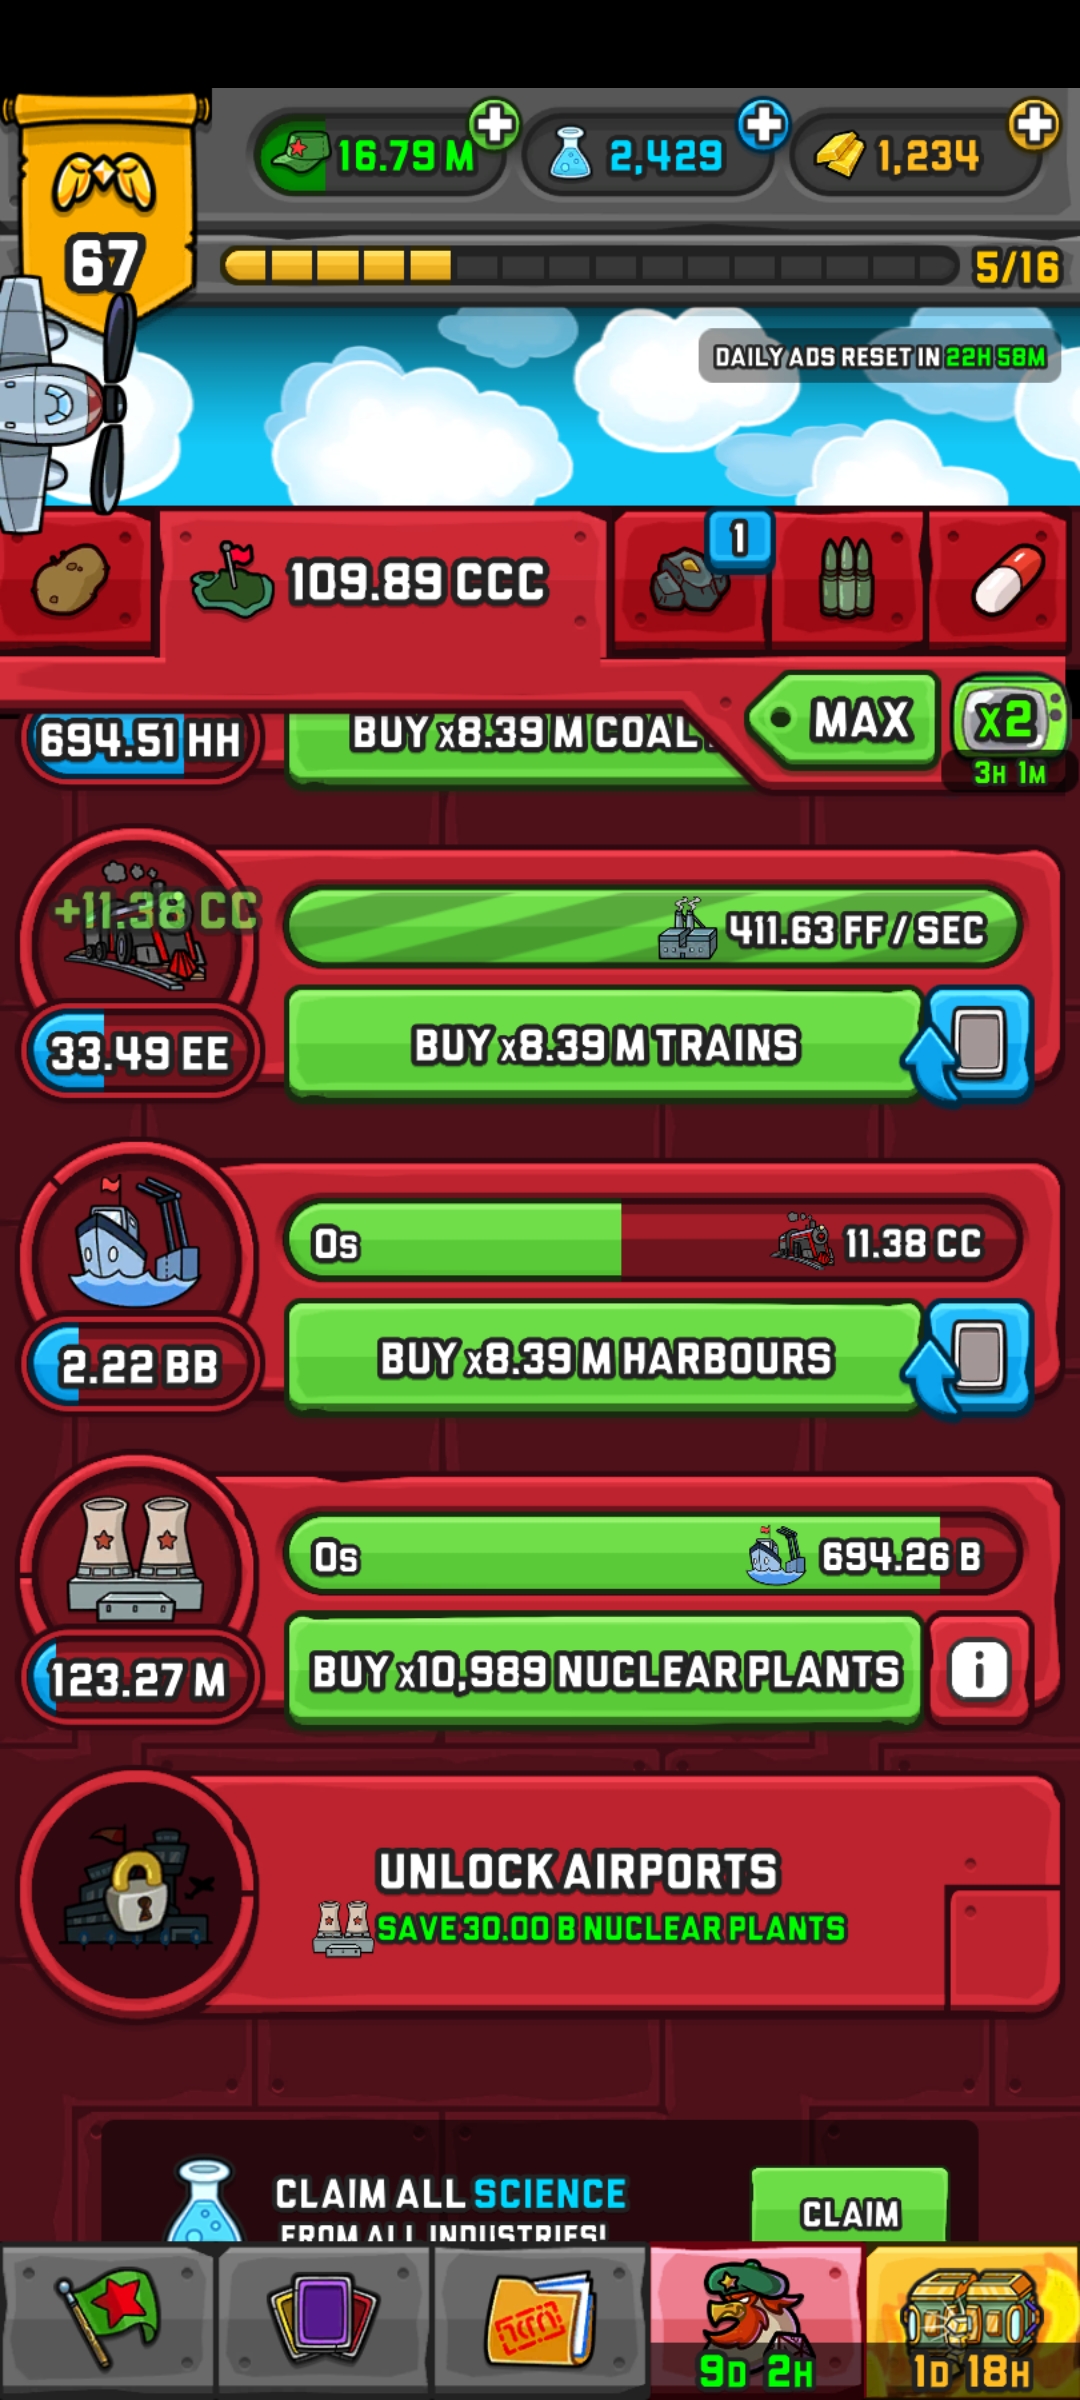 16.79 M
2,429
1,234
67
5/16
DAILY ADS RESET IN 22H 58M
109.89 CCC
1
MAX
x2
3H 1M
694.51 HH
BUY x8.39 M COAL
+11.38 CC
411.63 FF / SEC
33.49 EE
BUY x8.39 M TRAINS
0s
11.38 CC
2.22 BB
BUY x8.39 M HARBOURS
0s
694.26 B
123.27 M
BUY x10,989 NUCLEAR PLANTS
i
UNLOCK AIRPORTS
SAVE 30.00 B NUCLEAR PLANTS
CLAIM ALL SCIENCE
FROM ALL INDUSTRIES!
CLAIM
9D 2H
1D 18H